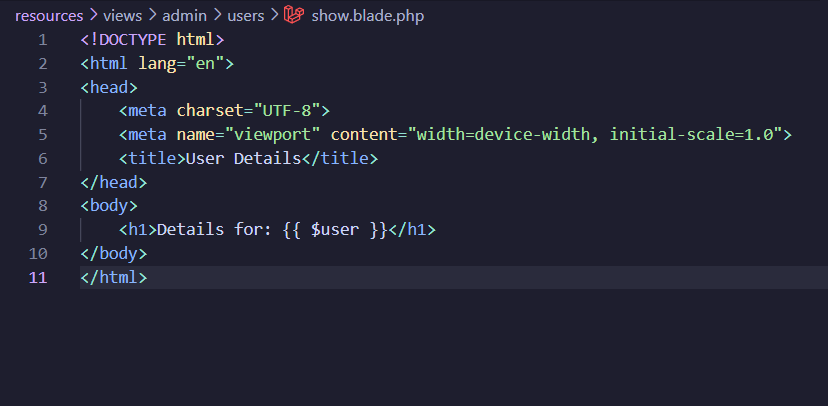 resources > views > admin > users > show.blade.php
1 <!DOCTYPE html>
2 <html lang="en">
3 <head>
4     <meta charset="UTF-8">
5     <meta name="viewport" content="width=device-width, initial-scale=1.0">
6     <title>User Details</title>
7 </head>
8 <body>
9     <h1>Details for: {{ $user }}</h1>
10 </body>
11 </html>